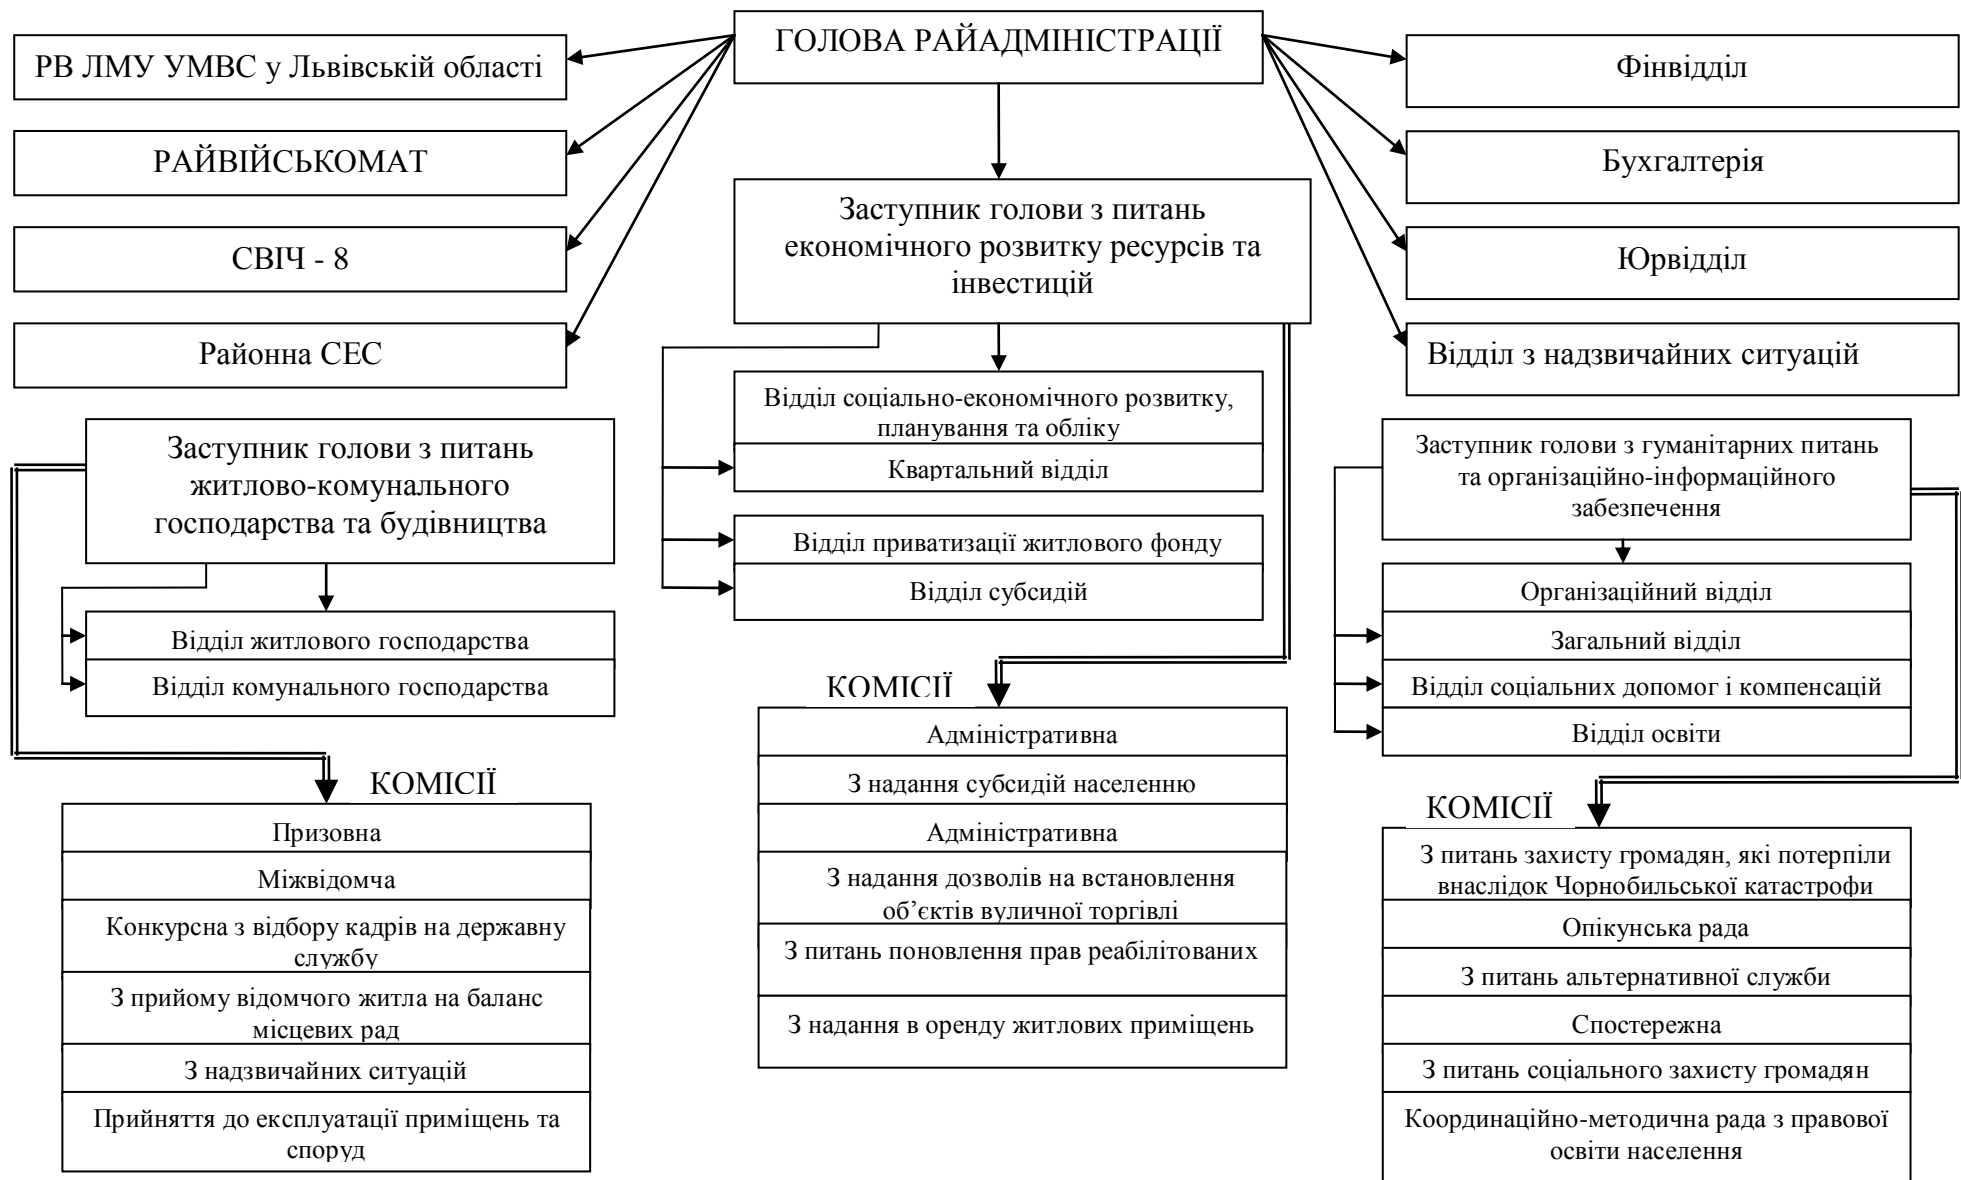 ГОЛОВА РАЙАДМІНІСТРАЦІЇ
РВ ЛМУ УМВС у Львівській області
РАЙВІЙСЬКОМАТ
СВІЧ - 8
Районна СЕС
Фінвідділ
Бухгалтерія
Юрвідділ
Відділ з надзвичайних ситуацій
Заступник голови з питань
економічного розвитку ресурсів та
інвестицій
Відділ соціально-економічного розвитку,
планування та обліку
Квартальний відділ
Відділ приватизації житлового фонду
Відділ субсидій
Заступник голови з питань
житлово-комунального
господарства та будівництва
Відділ житлового господарства
Відділ комунального господарства
КОМІСІЇ
Призовна
Міжвідомча
Конкурсна з відбору кадрів на державну
службу
З прийому відомчого житла на баланс
місцевих рад
З надзвичайних ситуацій
Прийняття до експлуатації приміщень та
споруд
КОМІСІЇ
Адміністративна
З надання субсидій населенню
Адміністративна
З надання дозволів на встановлення
об’єктів вуличної торгівлі
З питань поновлення прав реабілітованих
З надання в оренду житлових приміщень
Заступник голови з гуманітарних питань
та організаційно-інформаційного
забезпечення
Організаційний відділ
Загальний відділ
Відділ соціальних допомог і компенсацій
Відділ освіти
КОМІСІЇ
З питань захисту громадян, які потерпіли
внаслідок Чорнобильської катастрофи
Опікунська рада
З питань альтернативної служби
Спостережна
З питань соціального захисту громадян
Координаційно-методична рада з правової
освіти населення